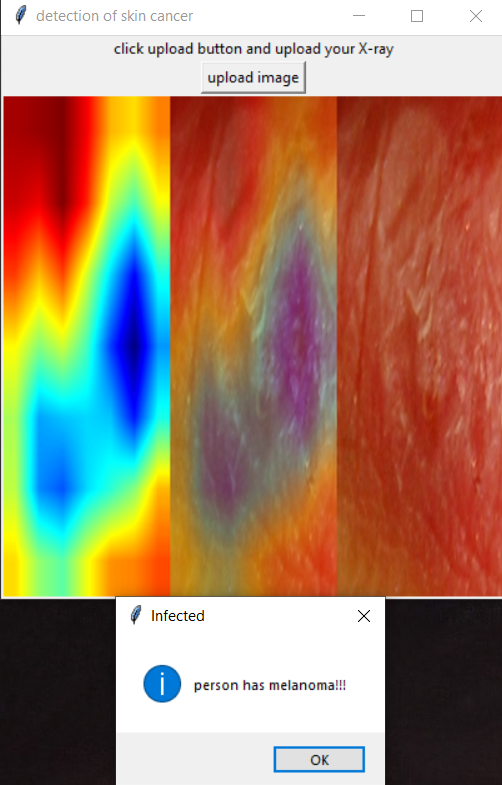 detection of skin cancer
click upload button and upload your X-ray
upload image
Infected
person has melanoma!!!
OK